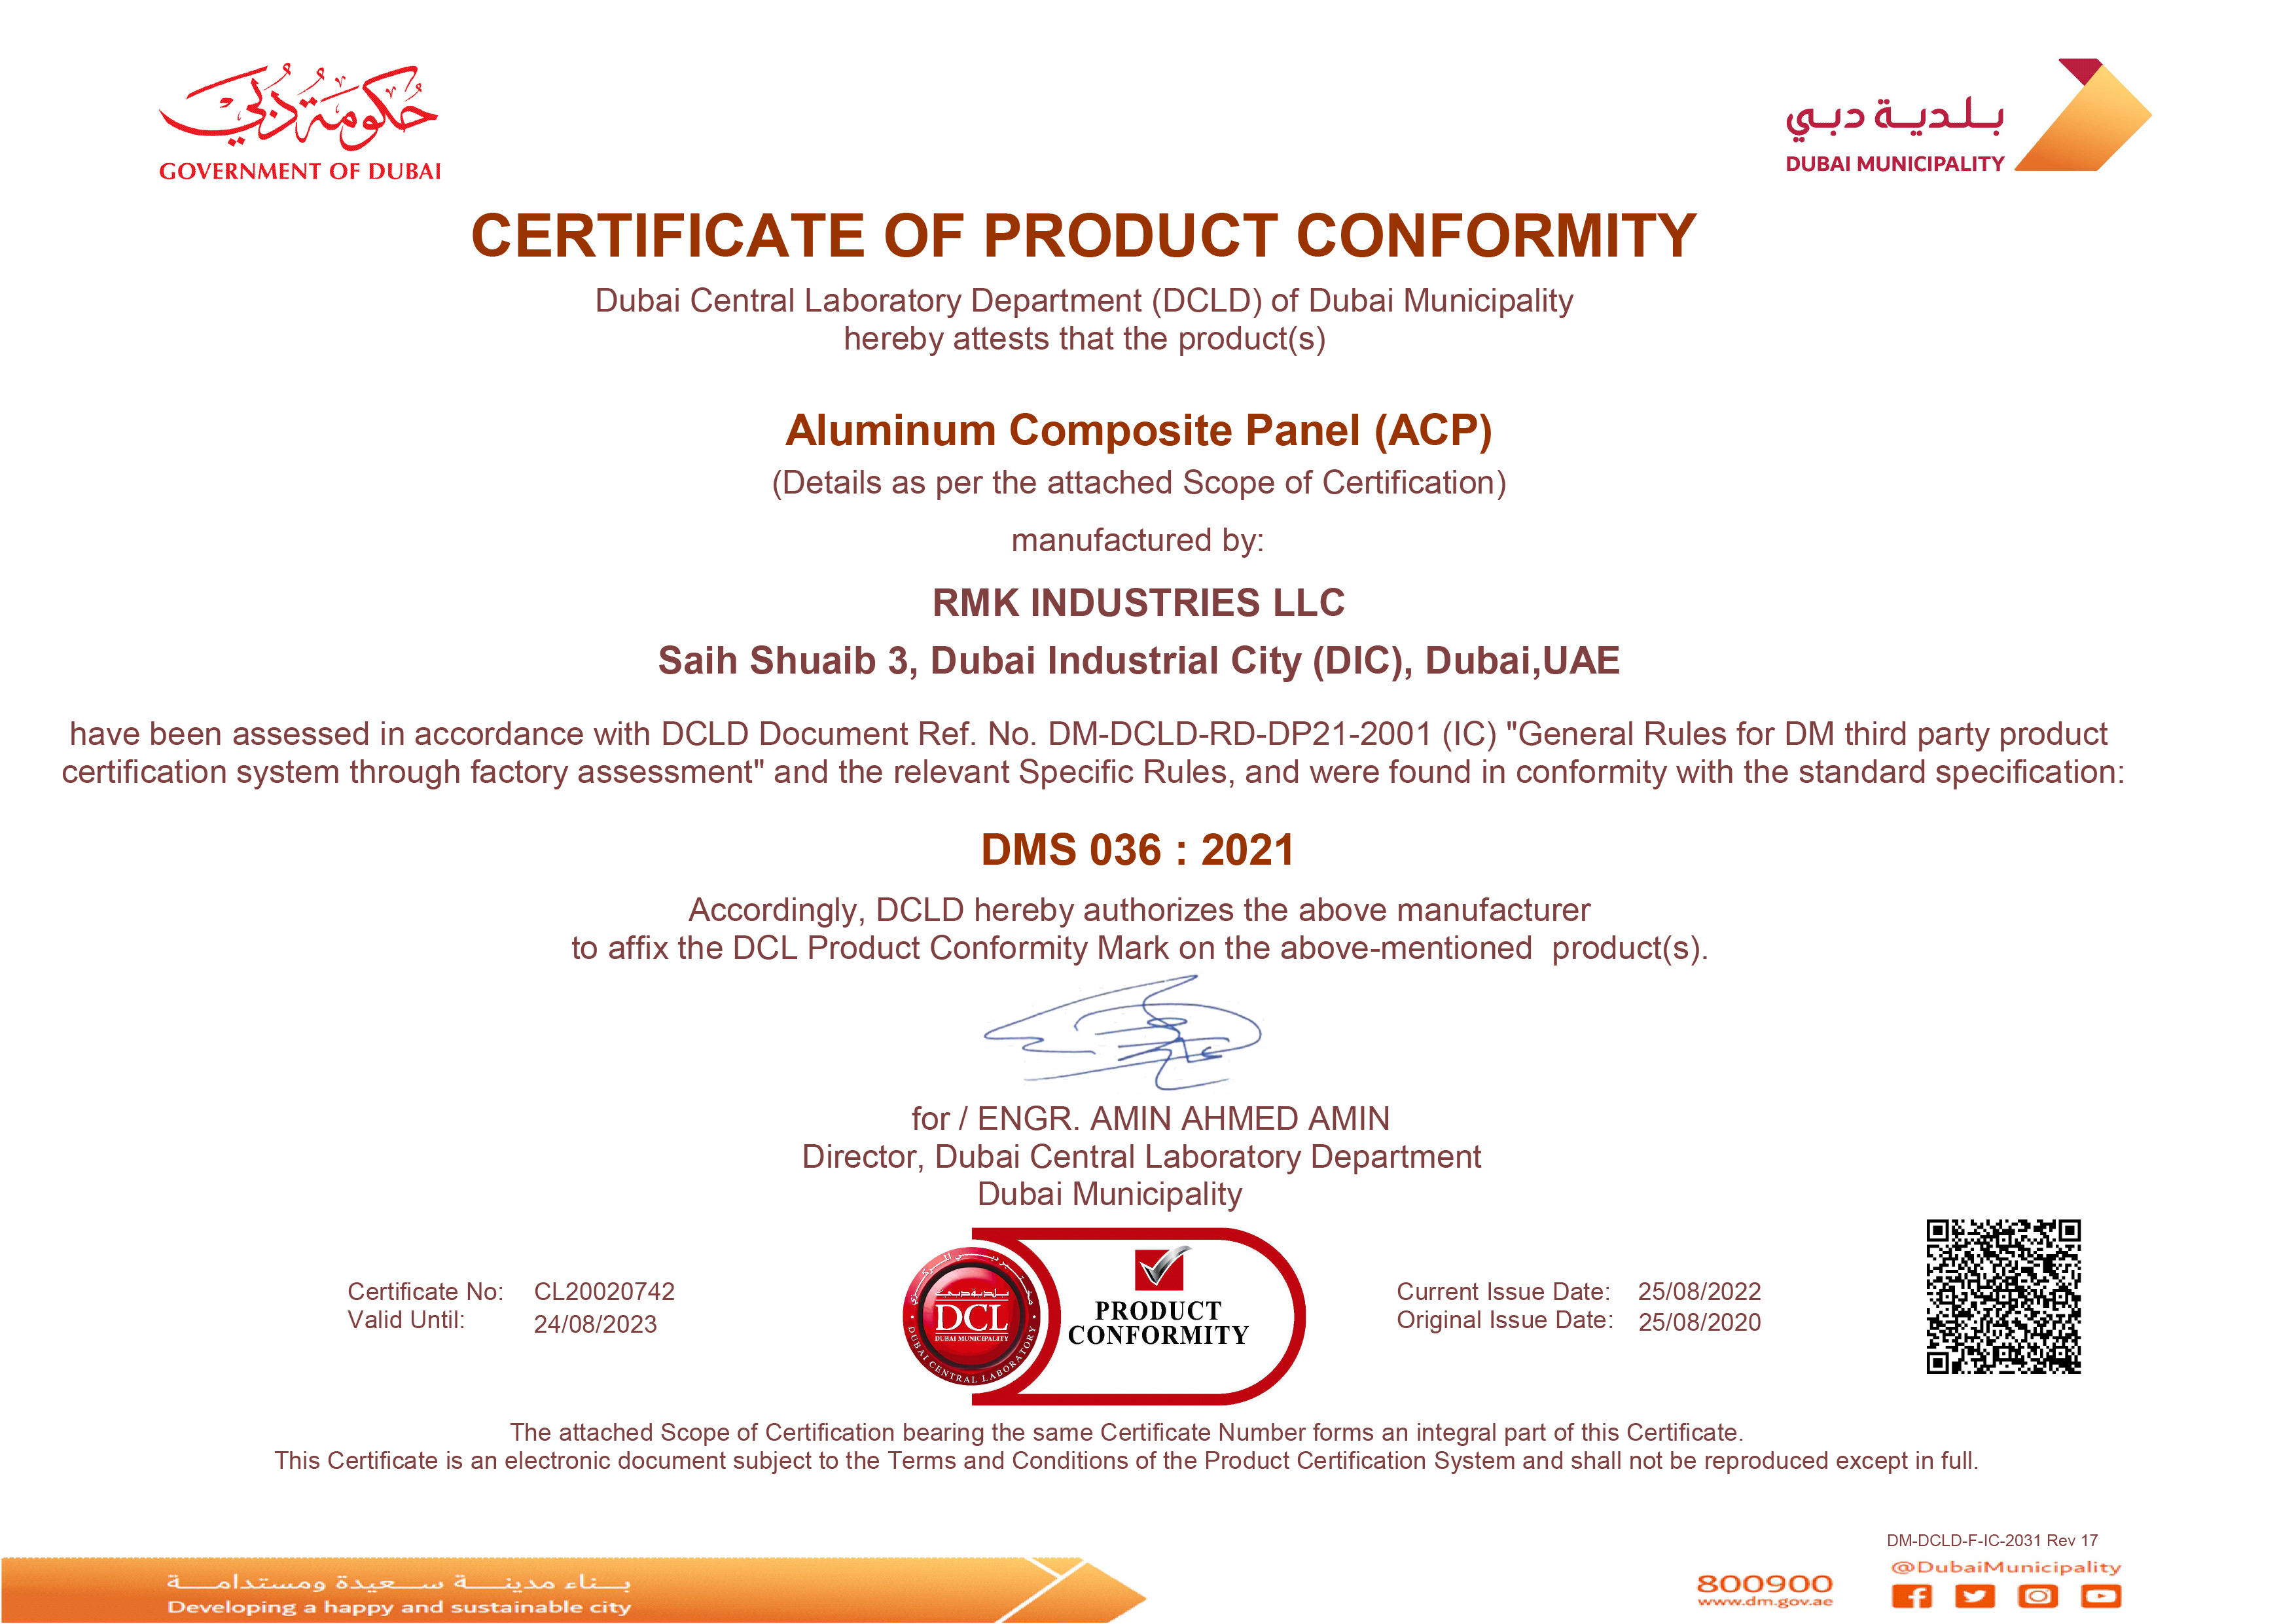 حكومة دبي
GOVERNMENT OF DUBAI
بلدية دبي
DUBAI MUNICIPALITY
CERTIFICATE OF PRODUCT CONFORMITY
Dubai Central Laboratory Department (DCLD) of Dubai Municipality
hereby attests that the product(s)
Aluminum Composite Panel (ACP)
(Details as per the attached Scope of Certification)
manufactured by:
RMK INDUSTRIES LLC
Saih Shuaib 3, Dubai Industrial City (DIC), Dubai,UAE
have been assessed in accordance with DCLD Document Ref. No. DM-DCLD-RD-DP21-2001 (IC) "General Rules for DM third party product
certification system through factory assessment" and the relevant Specific Rules, and were found in conformity with the standard specification:
DMS 036 : 2021
Accordingly, DCLD hereby authorizes the above manufacturer
to affix the DCL Product Conformity Mark on the above-mentioned  product(s).
for / ENGR. AMIN AHMED AMIN
Director, Dubai Central Laboratory Department
Dubai Municipality
Certificate No: CL20020742
Valid Until: 24/08/2023
مختبر دبي المركزي
بلدية دبي
DCL
DUBAI MUNICIPALITY
DUBAI CENTRAL LABORATORY
PRODUCT
CONFORMITY
Current Issue Date: 25/08/2022
Original Issue Date: 25/08/2020
The attached Scope of Certification bearing the same Certificate Number forms an integral part of this Certificate.
This Certificate is an electronic document subject to the Terms and Conditions of the Product Certification System and shall not be reproduced except in full.
DM-DCLD-F-IC-2031 Rev 17
بناء مدينة سعيدة ومستدامة
Developing a happy and sustainable city
800900
www.dm.gov.ae
@DubaiMunicipality